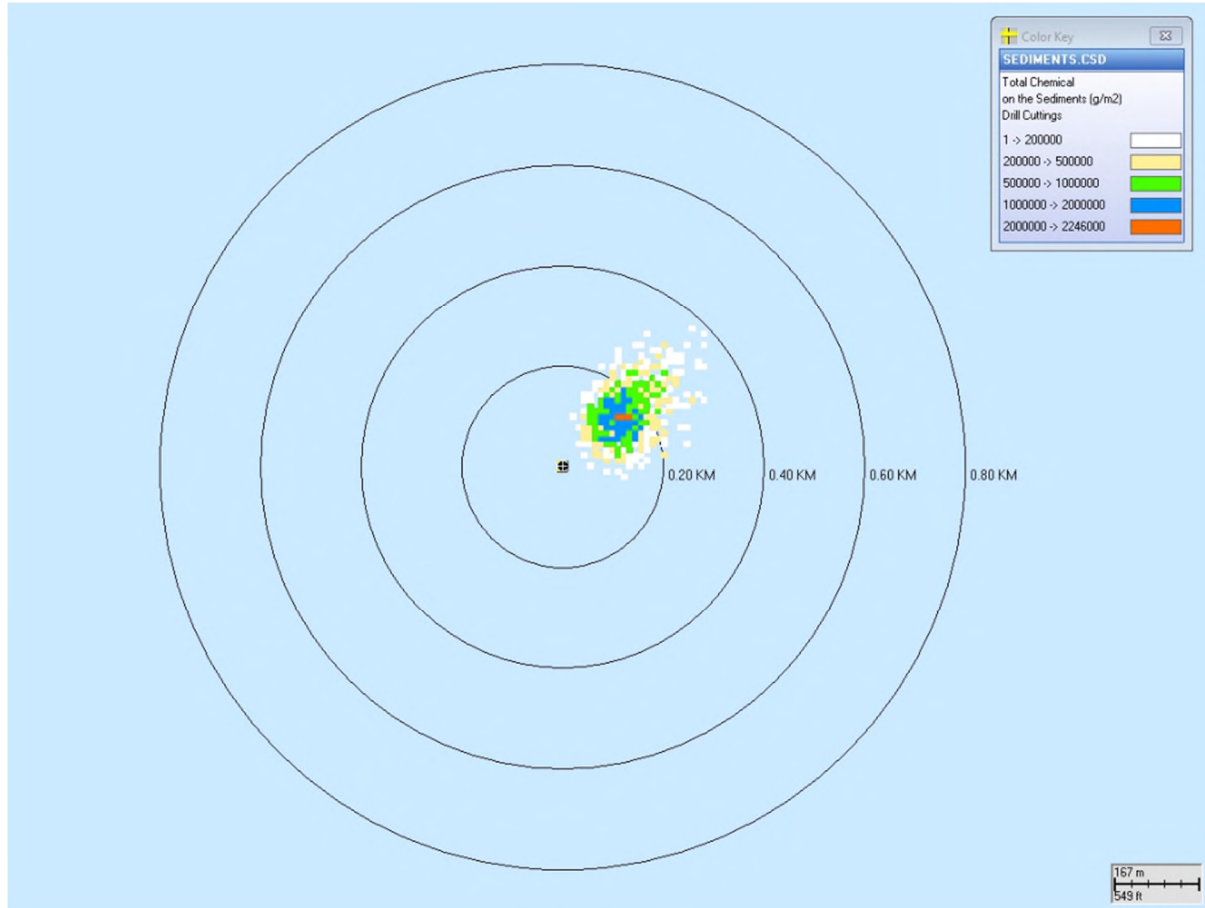 Color Key
SEDIMENTS.CSD
Total Chemical
on the Sediments (g/m2)
Drill Cuttings
1 -> 200000
200000 -> 500000
500000 -> 1000000
1000000 -> 2000000
2000000 -> 2246000
0.20 KM
0.40 KM
0.60 KM
0.80 KM
167 m
549 ft